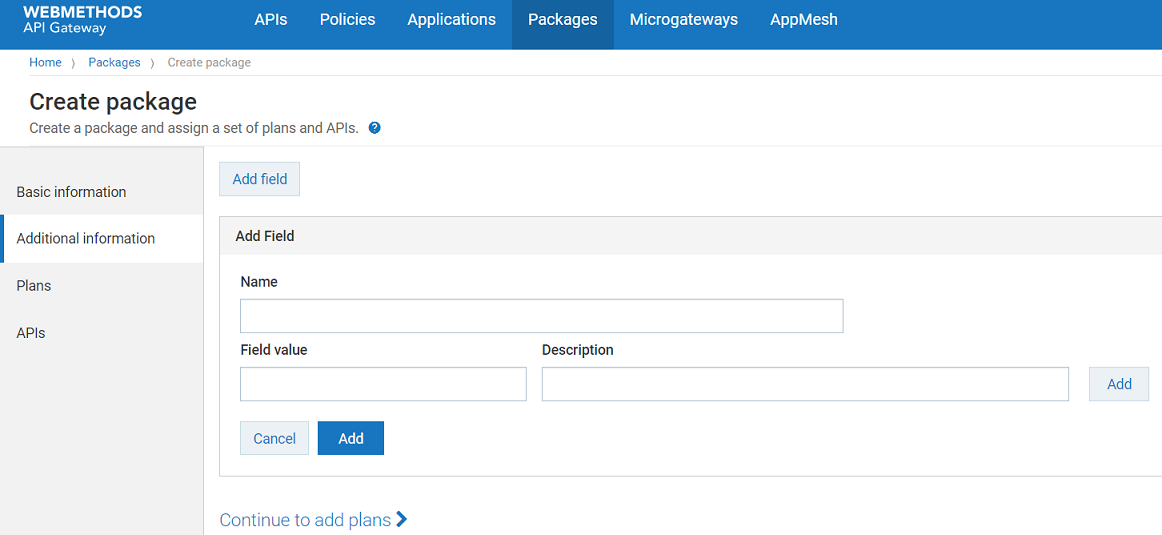 WEBMETHODS
API Gateway
APIs Policies Applications Packages Microgateways AppMesh
Home > Packages > Create package
Create package
Create a package and assign a set of plans and APIs. ?
Basic information
Additional information
Plans
APIs
Add field
Add Field
Name
Field value Description
Add
Cancel Add
Continue to add plans